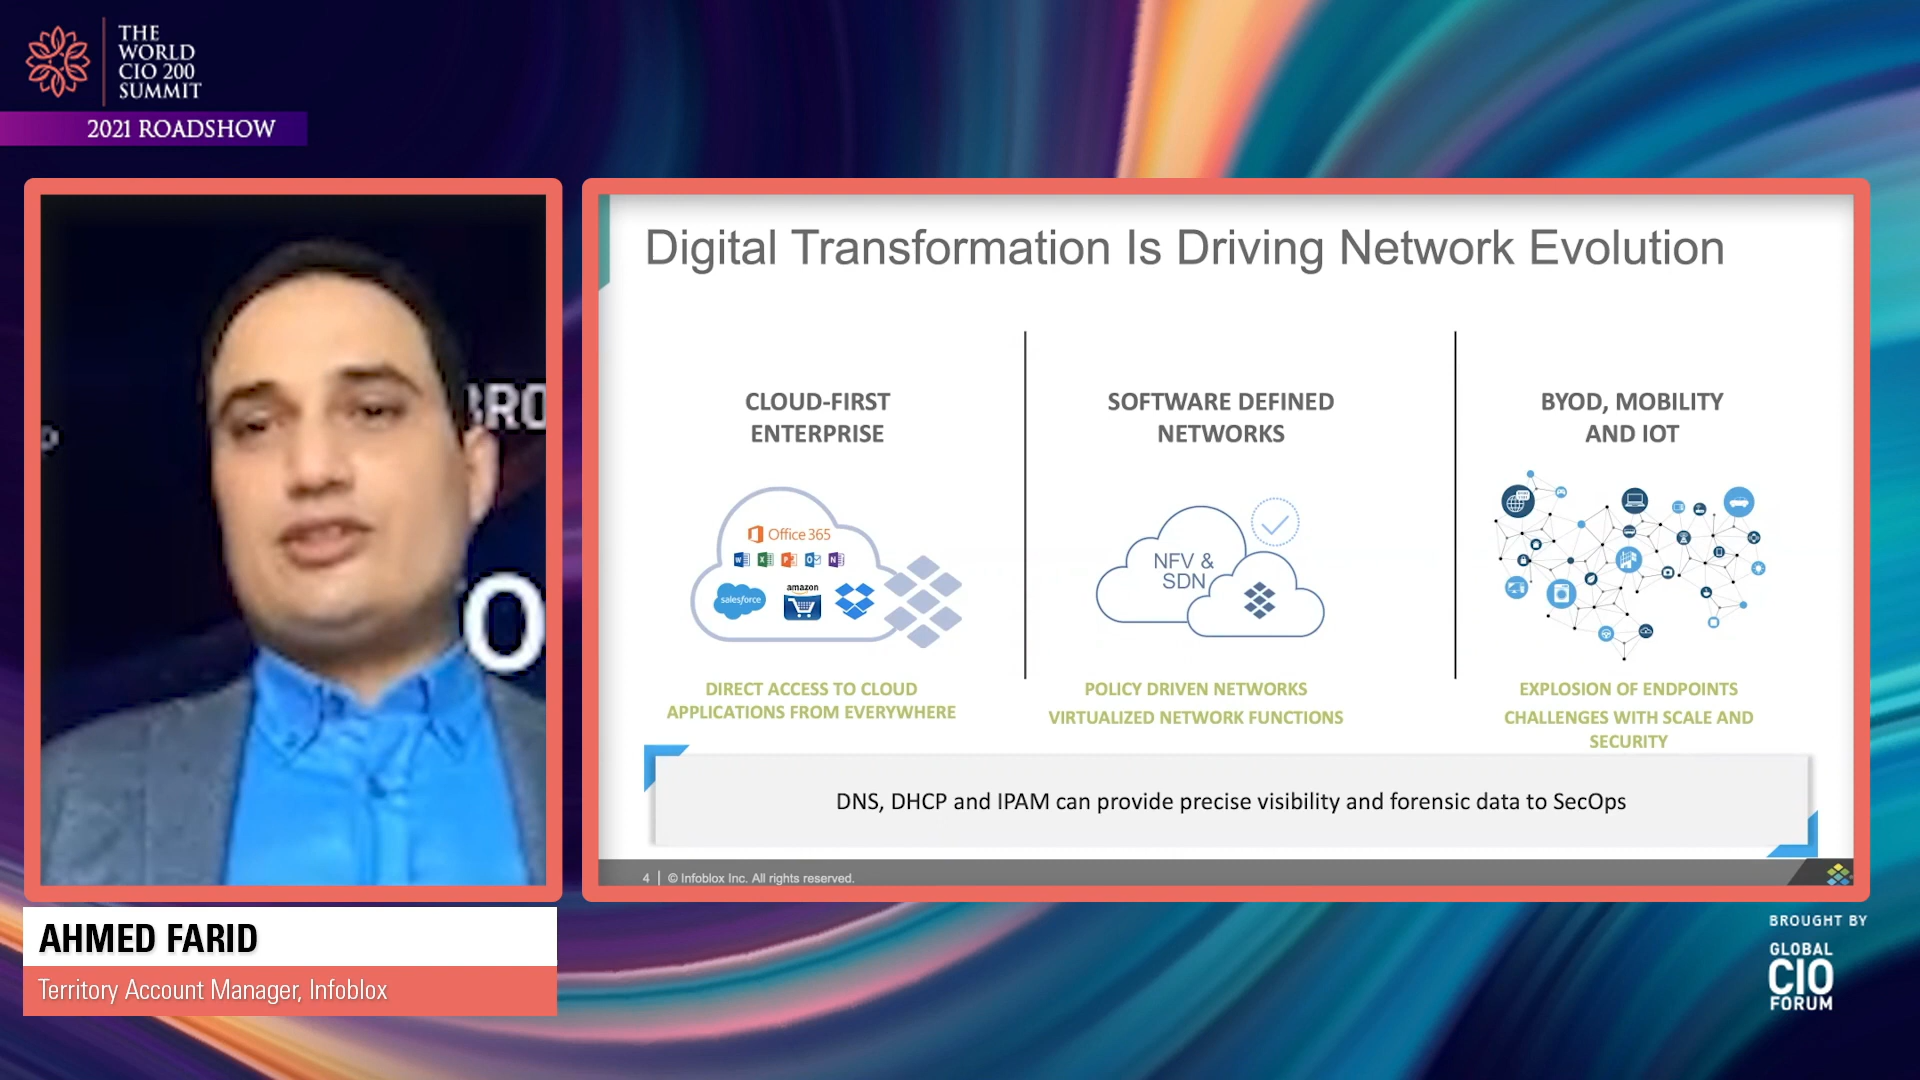 THE
WORLD
CIO 200
SUMMIT
2021 ROADSHOW
BRO
O
AHMED FARID
Territory Account Manager, Infoblox
Digital Transformation Is Driving Network Evolution
CLOUD-FIRST
ENTERPRISE
Office 365
salesforce
amazon
DIRECT ACCESS TO CLOUD
APPLICATIONS FROM EVERYWHERE
SOFTWARE DEFINED
NETWORKS
NFV &
SDN
POLICY DRIVEN NETWORKS
VIRTUALIZED NETWORK FUNCTIONS
BYOD, MOBILITY
AND IOT
EXPLOSION OF ENDPOINTS
CHALLENGES WITH SCALE AND
SECURITY
DNS, DHCP and IPAM can provide precise visibility and forensic data to SecOps
4 | © Infoblox Inc. All rights reserved.
BROUGHT BY
GLOBAL
CIO
FORUM